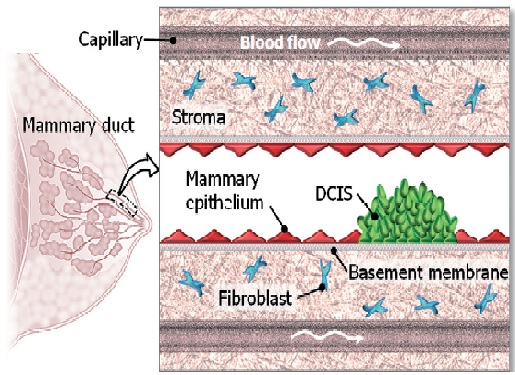 Capillary
Blood flow
Stroma
Mammary duct
Mammary
epithelium
DCIS
Basement membrane
Fibroblast